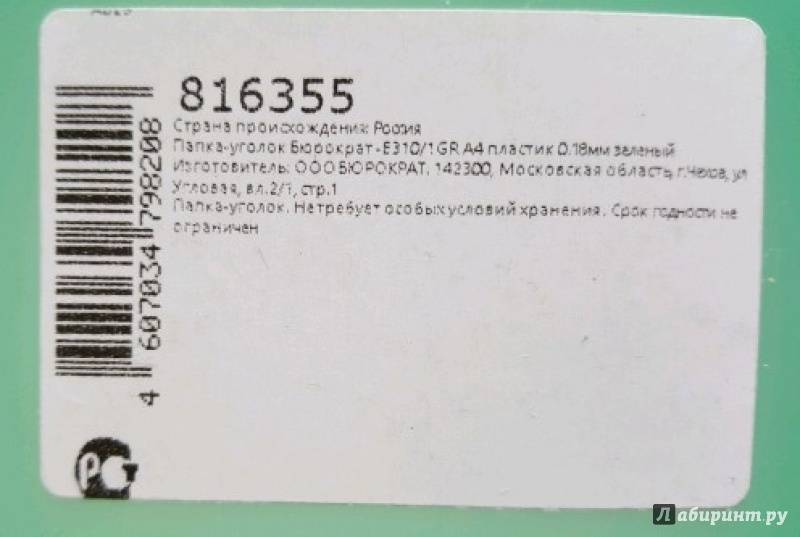 816355
Страна происхождения: Россия
Папка-уголок Бюрократ -E310/1GR A4 пластик 0.18мм зеленый
Изготовитель: ООО БЮРОКРАТ. 142300, Московская область, г.Чехов, ул
Угловая, вл.2/1, стр.1
Папка-уголок. Не требует особых условий хранения. Срок годности не
ограничен
4 607034 798208
РСТ
Лабиринт.ру